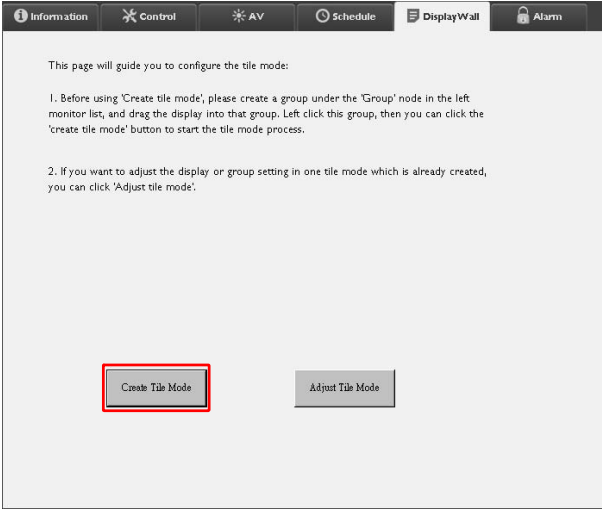 Information Control AV Schedule DisplayWall Alarm
This page will guide you to configure the tile mode:
1. Before using 'Create tile mode', please create a group under the 'Group' node in the left
monitor list, and drag the display into that group. Left click this group, then you can click the
'create tile mode' button to start the tile mode process.
2. If you want to adjust the display or group setting in one tile mode which is already created,
you can click 'Adjust tile mode'.
Create Tile Mode Adjust Tile Mode